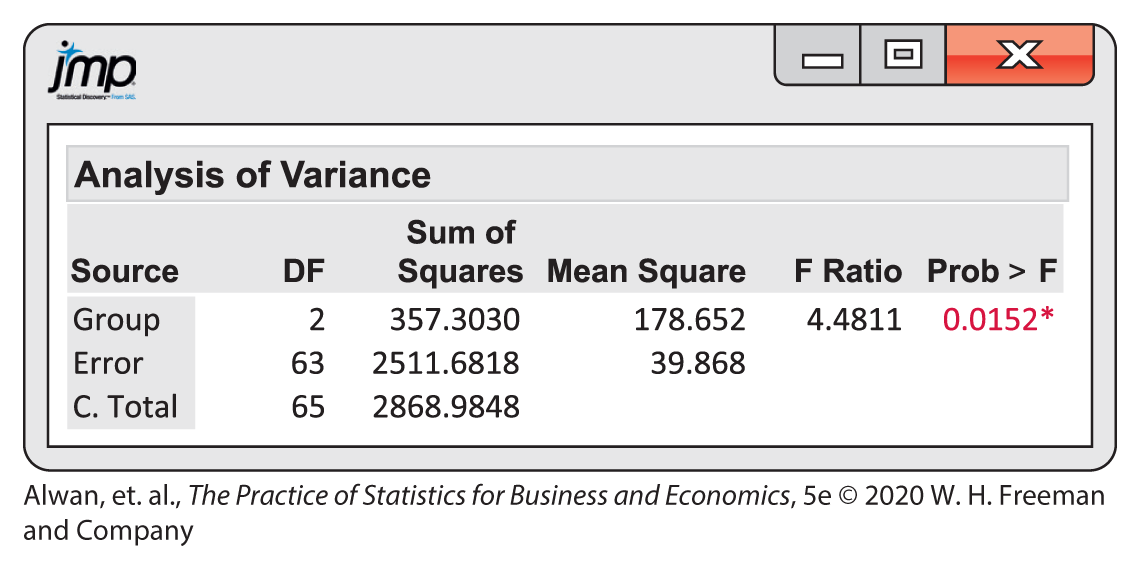 jmp
Statistical Discovery.™ From SAS.
Analysis of Variance
Source DF Sum of Squares Mean Square F Ratio Prob > F
Group 2 357.3030 178.652 4.4811 0.0152*
Error 63 2511.6818 39.868
C. Total 65 2868.9848
Alwan, et. al., The Practice of Statistics for Business and Economics, 5e © 2020 W. H. Freeman
and Company